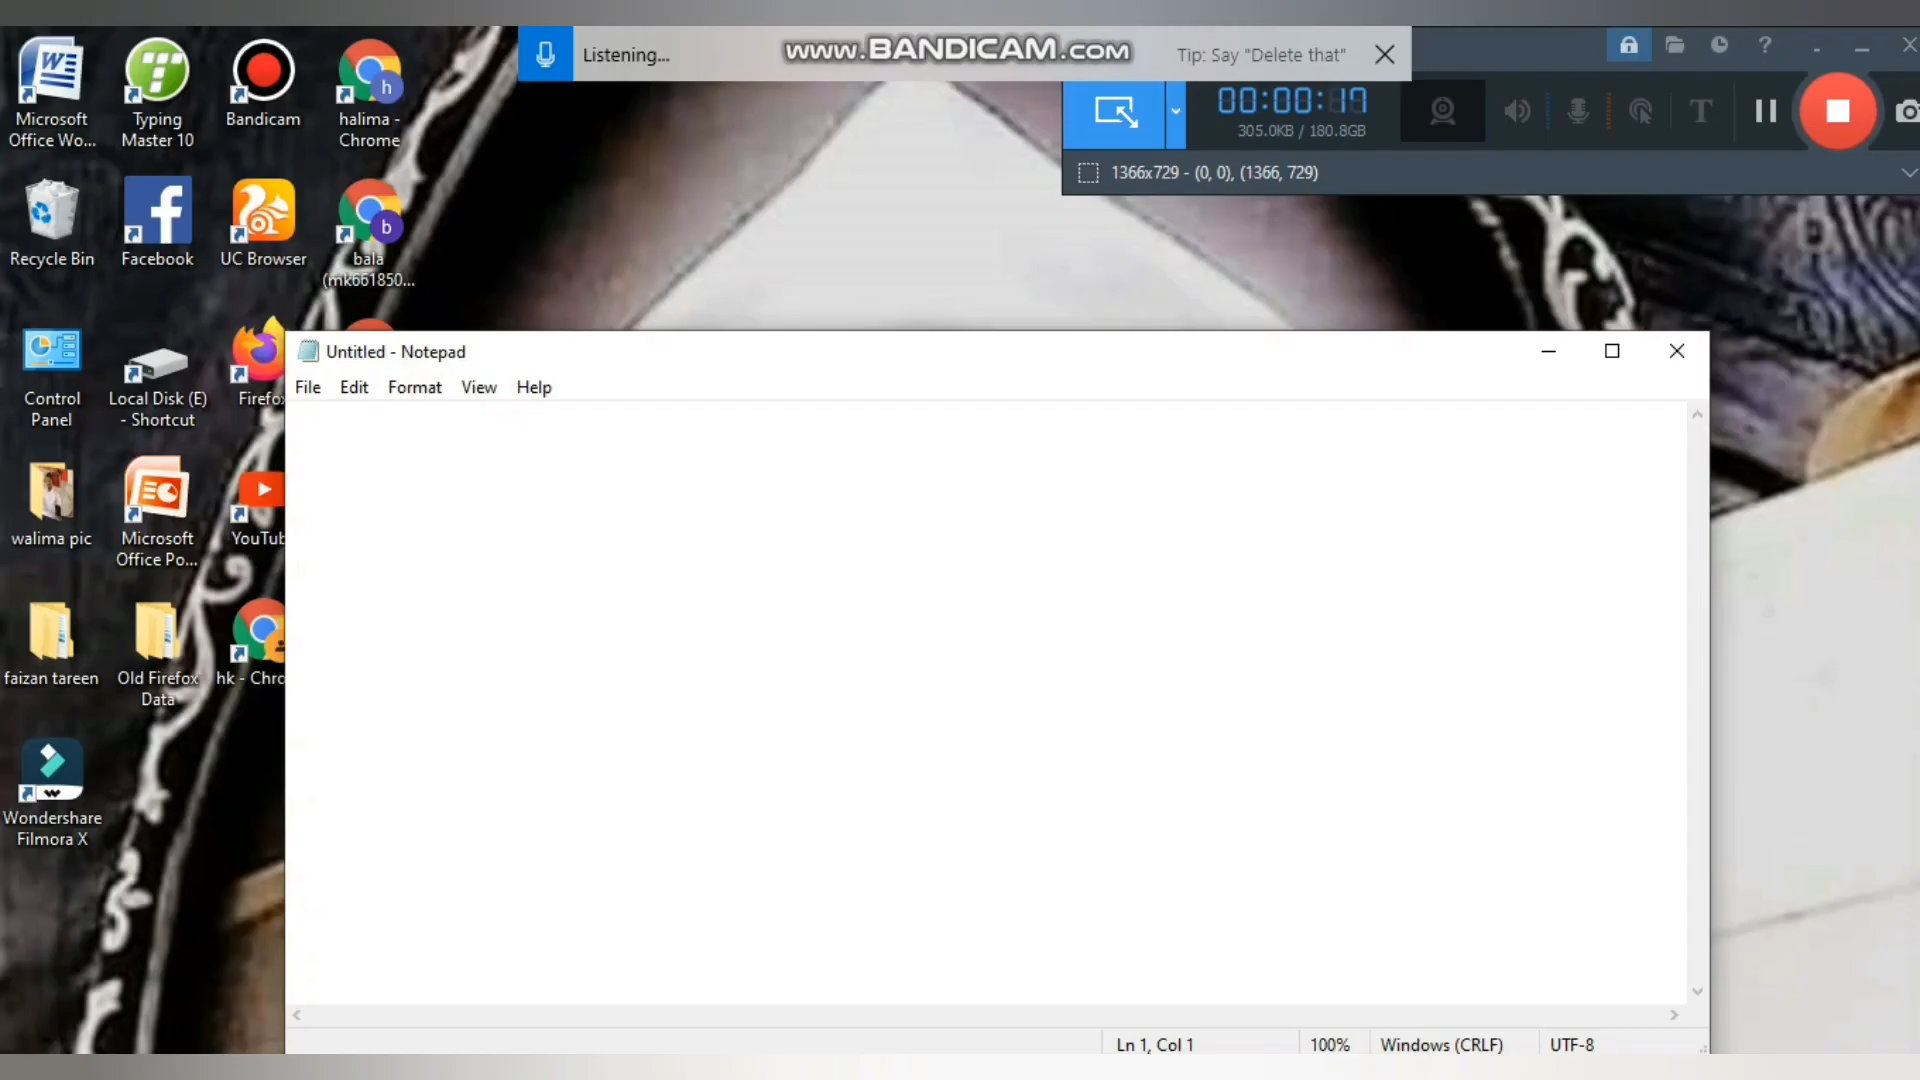 Listening...
www.BANDICAM.com
Tip: Say "Delete that"
00:00:17
305.0KB / 180.8GB
1366x729 - (0, 0), (1366, 729)
Microsoft
Office Wo...
Typing
Master 10
Bandicam
halima -
Chrome
Recycle Bin
Facebook
UC Browser
bala
(mk661850...
Control
Panel
Local Disk (E)
- Shortcut
Firefox
walima pic
Microsoft
Office Po...
YouTub
faizan tareen
Old Firefox
Data
hk - Chro
Wondershare
Filmora X
Untitled - Notepad
File Edit Format View Help
Ln 1, Col 1 100% Windows (CRLF) UTF-8